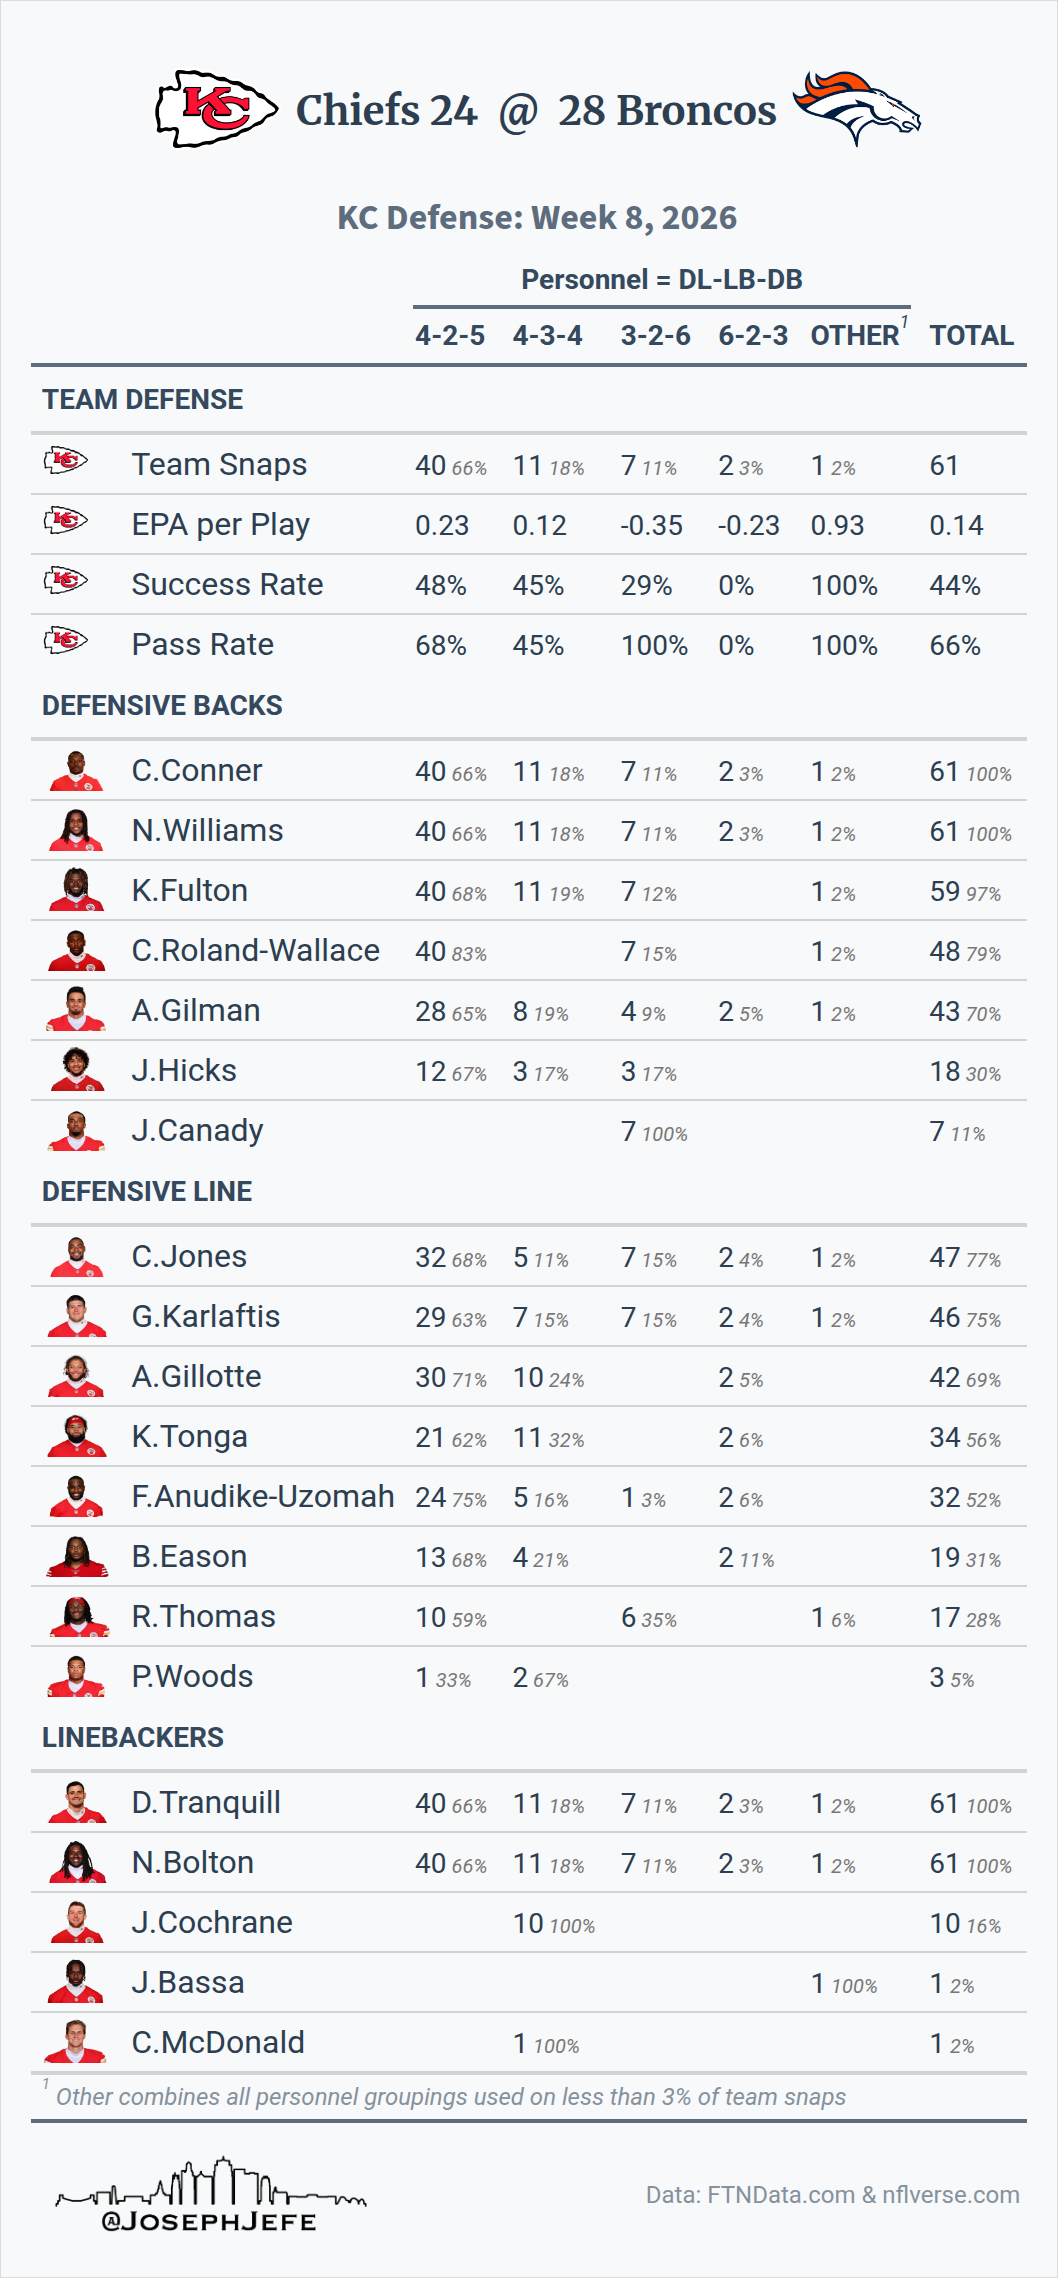 Chiefs 24 @ 28 Broncos
KC Defense: Week 8, 2026
Personnel = DL-LB-DB
4-2-5 4-3-4 3-2-6 6-2-3 OTHER1 TOTAL
TEAM DEFENSE
Team Snaps 40 66% 11 18% 7 11% 2 3% 1 2% 61
EPA per Play 0.23 0.12 -0.35 -0.23 0.93 0.14
Success Rate 48% 45% 29% 0% 100% 44%
Pass Rate 68% 45% 100% 0% 100% 66%
DEFENSIVE BACKS
C.Conner 40 66% 11 18% 7 11% 2 3% 1 2% 61 100%
N.Williams 40 66% 11 18% 7 11% 2 3% 1 2% 61 100%
K.Fulton 40 68% 11 19% 7 12% 1 2% 59 97%
C.Roland-Wallace 40 83% 7 15% 1 2% 48 79%
A.Gilman 28 65% 8 19% 4 9% 2 5% 1 2% 43 70%
J.Hicks 12 67% 3 17% 3 17% 18 30%
J.Canady 7 100% 7 11%
DEFENSIVE LINE
C.Jones 32 68% 5 11% 7 15% 2 4% 1 2% 47 77%
G.Karlaftis 29 63% 7 15% 7 15% 2 4% 1 2% 46 75%
A.Gillotte 30 71% 10 24% 2 5% 42 69%
K.Tonga 21 62% 11 32% 2 6% 34 56%
F.Anudike-Uzomah 24 75% 5 16% 1 3% 2 6% 32 52%
B.Eason 13 68% 4 21% 2 11% 19 31%
R.Thomas 10 59% 6 35% 1 6% 17 28%
P.Woods 1 33% 2 67% 3 5%
LINEBACKERS
D.Tranquill 40 66% 11 18% 7 11% 2 3% 1 2% 61 100%
N.Bolton 40 66% 11 18% 7 11% 2 3% 1 2% 61 100%
J.Cochrane 10 100% 10 16%
J.Bassa 1 100% 1 2%
C.McDonald 1 100% 1 2%
1 Other combines all personnel groupings used on less than 3% of team snaps
@JosephJefe
Data: FTNData.com & nflverse.com